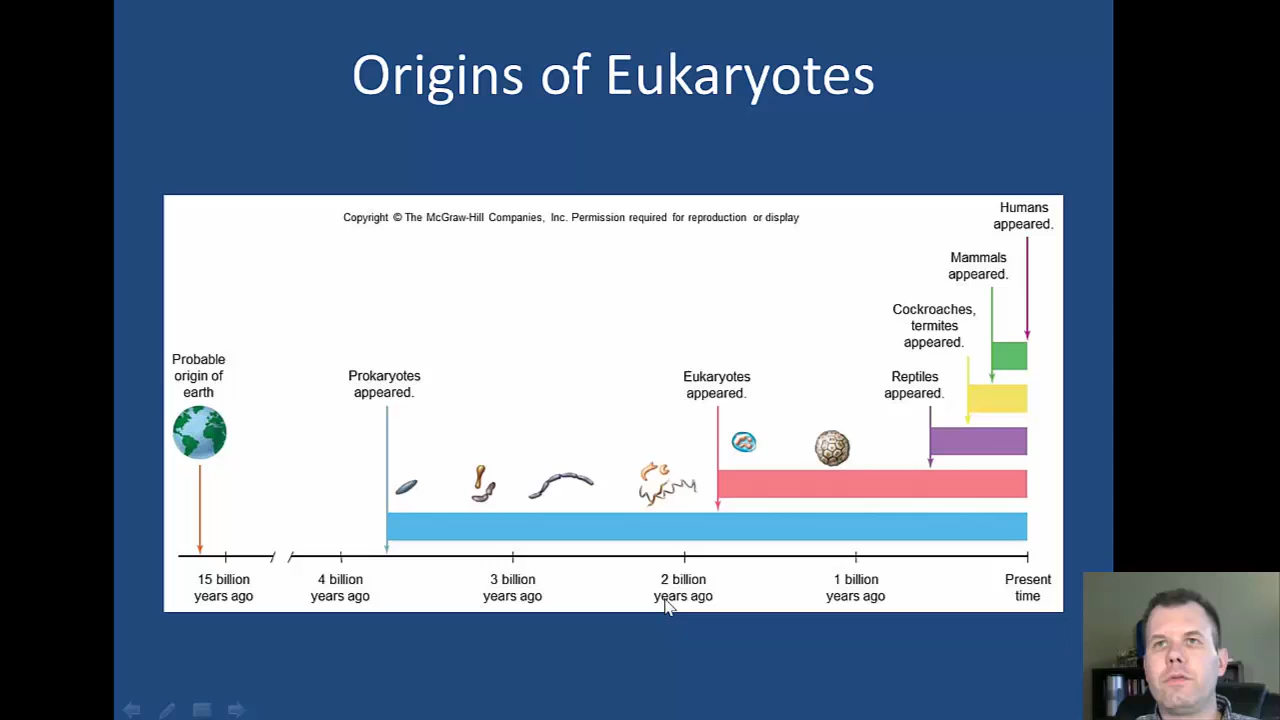 Origins of Eukaryotes
Copyright © The McGraw-Hill Companies, Inc. Permission required for reproduction or display
Humans
appeared.
Mammals
appeared.
Cockroaches,
termites
appeared.
Probable
origin of
earth
Prokaryotes
appeared.
Eukaryotes
appeared.
Reptiles
appeared.
15 billion
years ago
4 billion
years ago
3 billion
years ago
2 billion
years ago
1 billion
years ago
Present
time